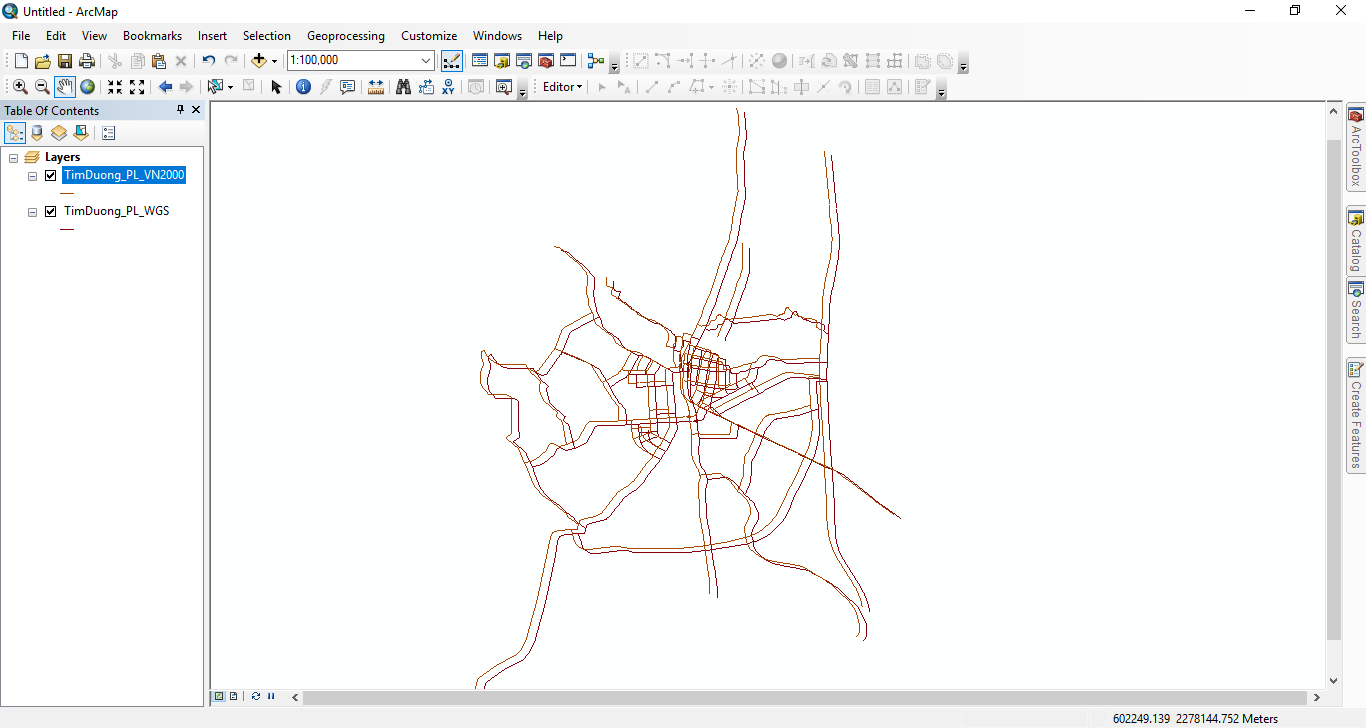 Untitled - ArcMap
File Edit View Bookmarks Insert Selection Geoprocessing Customize Windows Help
1:100,000
Editor
Table Of Contents
Layers
TimDuong_PL_VN2000
TimDuong_PL_WGS
ArcToolbox
Catalog
Search
Create Features
602249.139 2278144.752 Meters